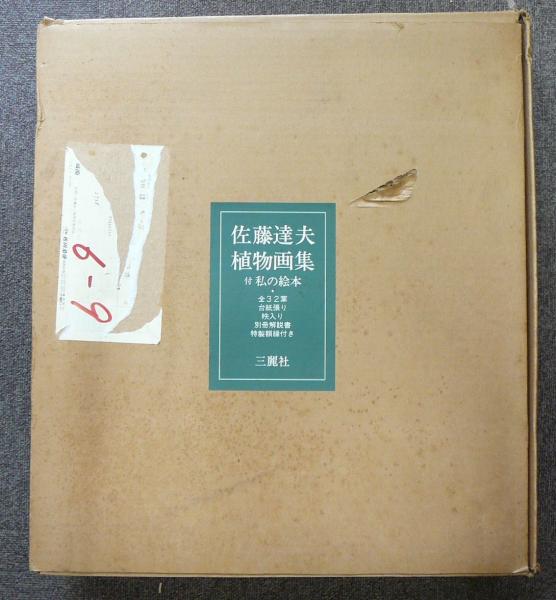 佐藤達夫
植物画集
付 私の絵本
・
全32葉
台紙張り
帙入り
別冊解説書
特製額縁付き
三麗社
6-6